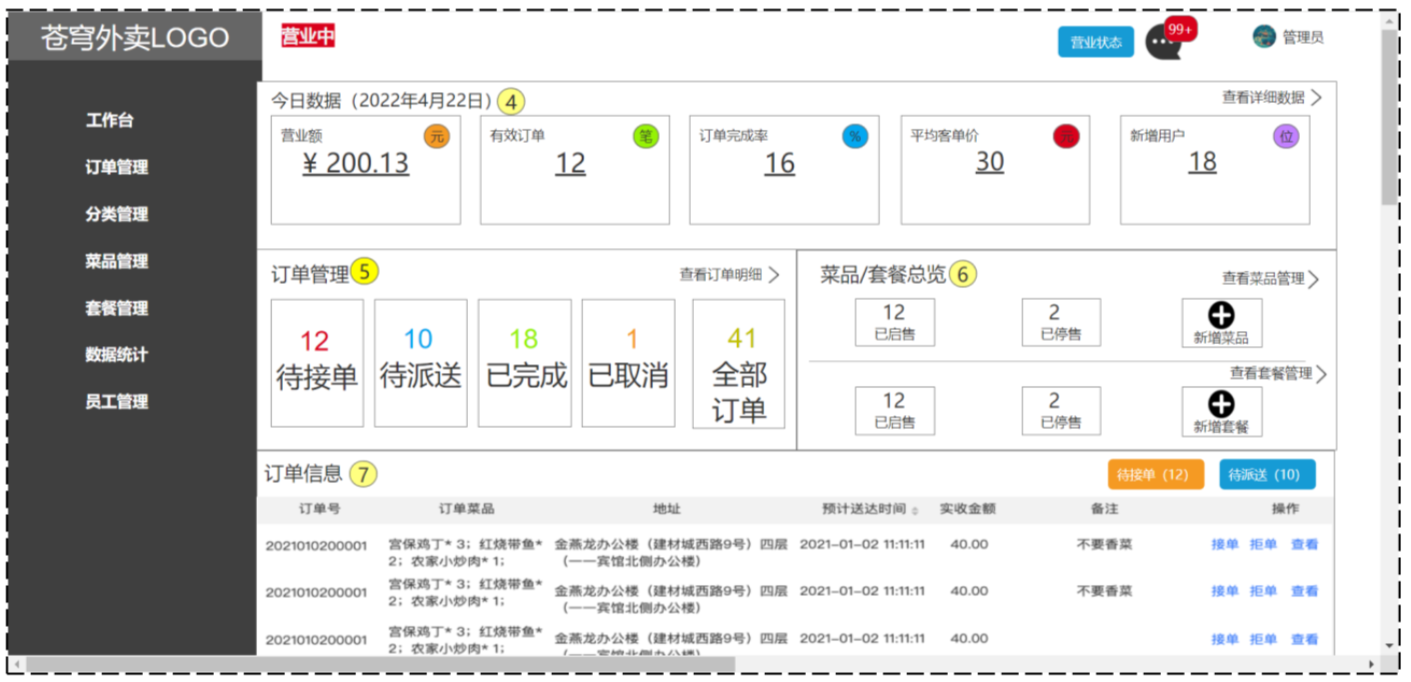 苍穹外卖LOGO
营业中
营业状态
99+
管理员
工作台
订单管理
分类管理
菜品管理
套餐管理
数据统计
员工管理
今日数据（2022年4月22日） 4
查看详细数据
营业额 元
¥ 200.13
有效订单 笔
12
订单完成率 %
16
平均客单价
30
新增用户 位
18
订单管理 5
查看订单明细
12
待接单
10
待派送
18
已完成
1
已取消
41
全部
订单
菜品/套餐总览 6
查看菜品管理
12
已启售
2
已停售
新增菜品
查看套餐管理
12
已启售
2
已停售
新增套餐
订单信息 7
待接单（12）
待派送（10）
订单号 订单菜品 地址 预计送达时间 实收金额 备注 操作
2021010200001 宫保鸡丁* 3；红烧带鱼* 金燕龙办公楼（建材城西路9号）四层 2021-01-02 11:11:11 40.00 不要香菜 接单 拒单 查看
2；农家小炒肉* 1； （一一宾馆北侧办公楼）
2021010200001 宫保鸡丁* 3；红烧带鱼* 金燕龙办公楼（建材城西路9号）四层 2021-01-02 11:11:11 40.00 不要香菜 接单 拒单 查看
2；农家小炒肉* 1； （一一宾馆北侧办公楼）
2021010200001 宫保鸡丁* 3；红烧带鱼* 金燕龙办公楼（建材城西路9号）四层 2021-01-02 11:11:11 40.00 接单 拒单 查看
2；农家小炒肉* 1； （一一宾馆北侧办公楼）